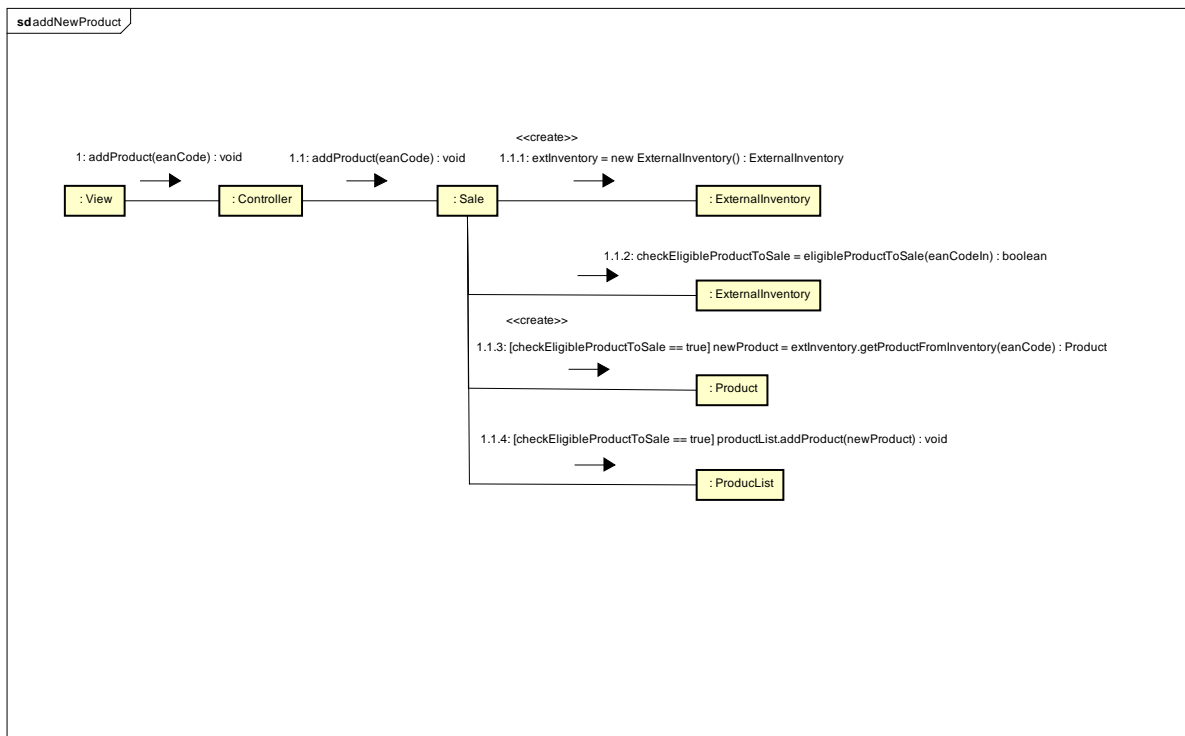 sd addNewProduct
<<create>>
1: addProduct(eanCode) : void
1.1: addProduct(eanCode) : void
1.1.1: extInventory = new ExternalInventory() : ExternalInventory
: View
: Controller
: Sale
: ExternalInventory
1.1.2: checkEligibleProductToSale = eligibleProductToSale(eanCodeIn) : boolean
: ExternalInventory
<<create>>
1.1.3: [checkEligibleProductToSale == true] newProduct = extInventory.getProductFromInventory(eanCode) : Product
: Product
1.1.4: [checkEligibleProductToSale == true] productList.addProduct(newProduct) : void
: ProducList